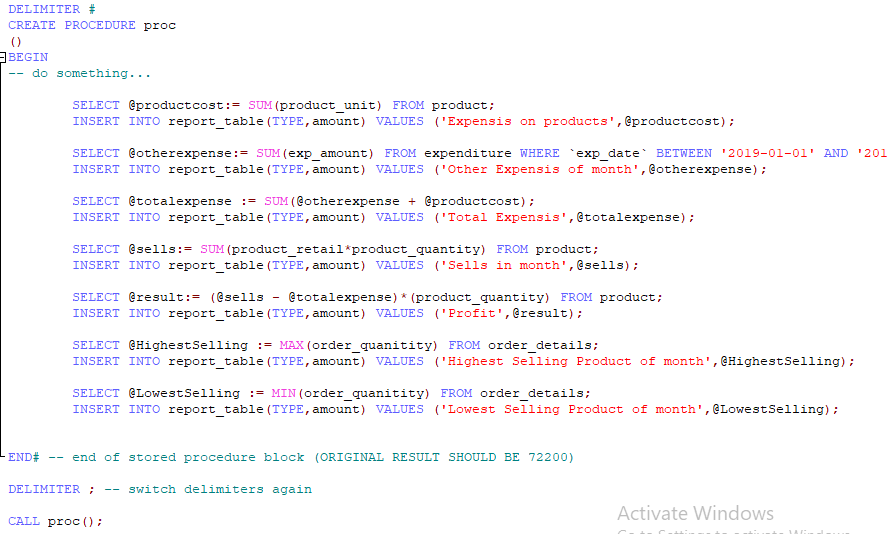 DELIMITER #
CREATE PROCEDURE proc
()
BEGIN
-- do something...
SELECT @productcost:= SUM(product_unit) FROM product;
INSERT INTO report_table(TYPE,amount) VALUES ('Expensis on products',@productcost);
SELECT @otherexpense:= SUM(exp_amount) FROM expenditure WHERE `exp_date` BETWEEN '2019-01-01' AND '201
INSERT INTO report_table(TYPE,amount) VALUES ('Other Expensis of month',@otherexpense);
SELECT @totalexpense := SUM(@otherexpense + @productcost);
INSERT INTO report_table(TYPE,amount) VALUES ('Total Expensis',@totalexpense);
SELECT @sells:= SUM(product_retail*product_quantity) FROM product;
INSERT INTO report_table(TYPE,amount) VALUES ('Sells in month',@sells);
SELECT @result:= (@sells - @totalexpense)*(product_quantity) FROM product;
INSERT INTO report_table(TYPE,amount) VALUES ('Profit',@result);
SELECT @HighestSelling := MAX(order_quanitity) FROM order_details;
INSERT INTO report_table(TYPE,amount) VALUES ('Highest Selling Product of month',@HighestSelling);
SELECT @LowestSelling := MIN(order_quanitity) FROM order_details;
INSERT INTO report_table(TYPE,amount) VALUES ('Lowest Selling Product of month',@LowestSelling);
END# -- end of stored procedure block (ORIGINAL RESULT SHOULD BE 72200)
DELIMITER ; -- switch delimiters again
CALL proc();
Activate Windows